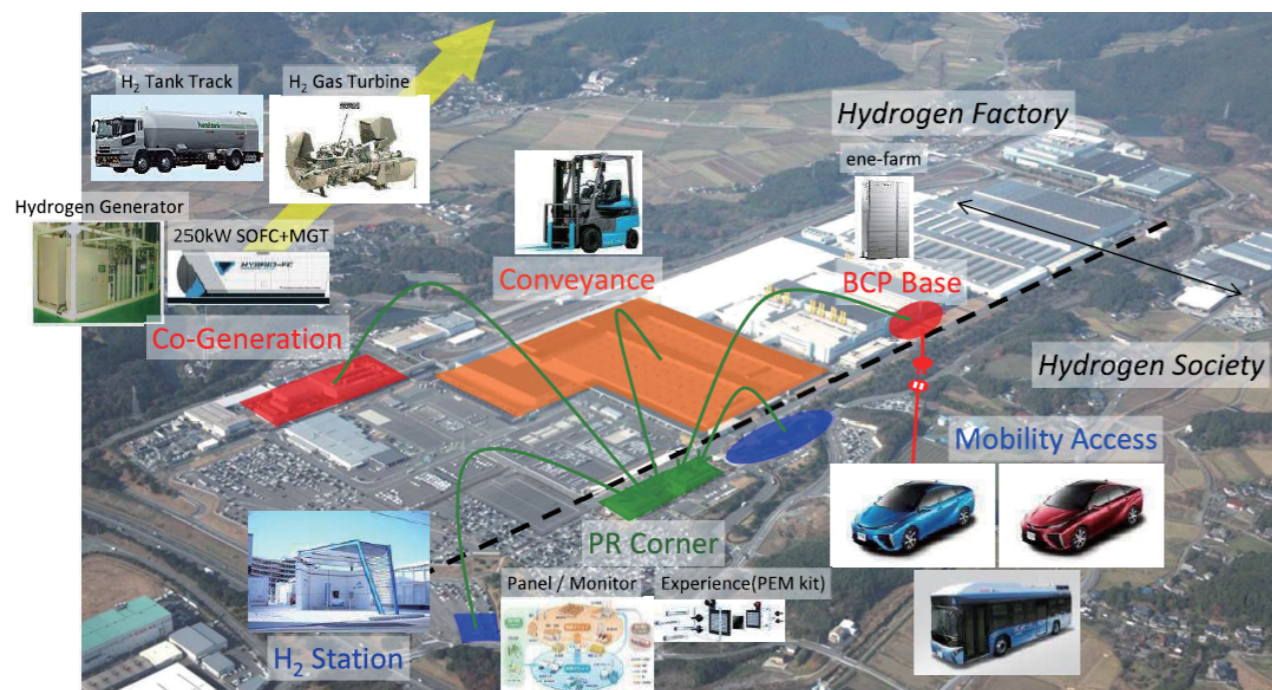 H₂ Tank Track
H₂ Gas Turbine
Hydrogen Factory
ene-farm
Hydrogen Generator
250kW SOFC+MGT
HYBRID-FC
Conveyance
BCP Base
Co-Generation
Hydrogen Society
Mobility Access
PR Corner
Panel / Monitor
Experience(PEM kit)
H₂ Station